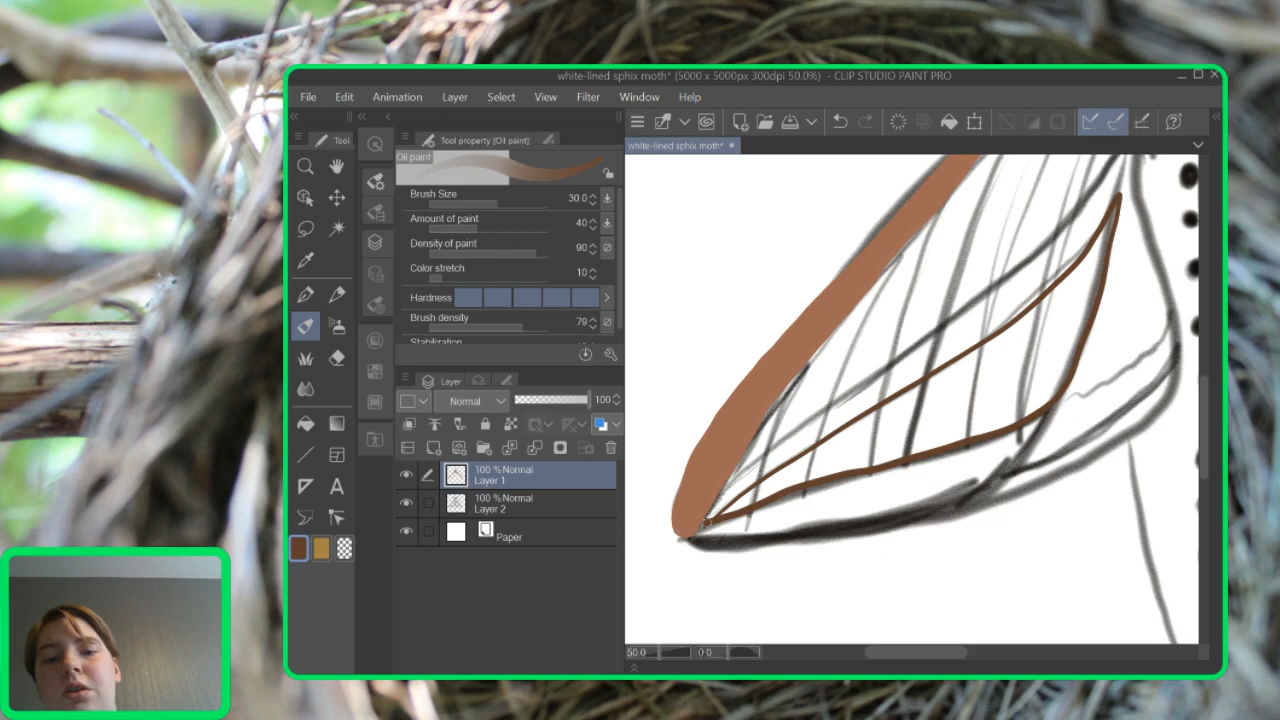 white-lined sphix moth* (5000 x 5000px 300dpi 50.0%) - CLIP STUDIO PAINT PRO
File Edit Animation Layer Select View Filter Window Help
Tool
Tool property [Oil paint]
white-lined sphix moth*
Oil paint
Brush Size 30.0
Amount of paint 40
Density of paint 90
Color stretch 10
Hardness
Brush density 79
Stabilization
Layer
Normal 100
100 % Normal
Layer 1
100 % Normal
Layer 2
Paper
50.0 0 0